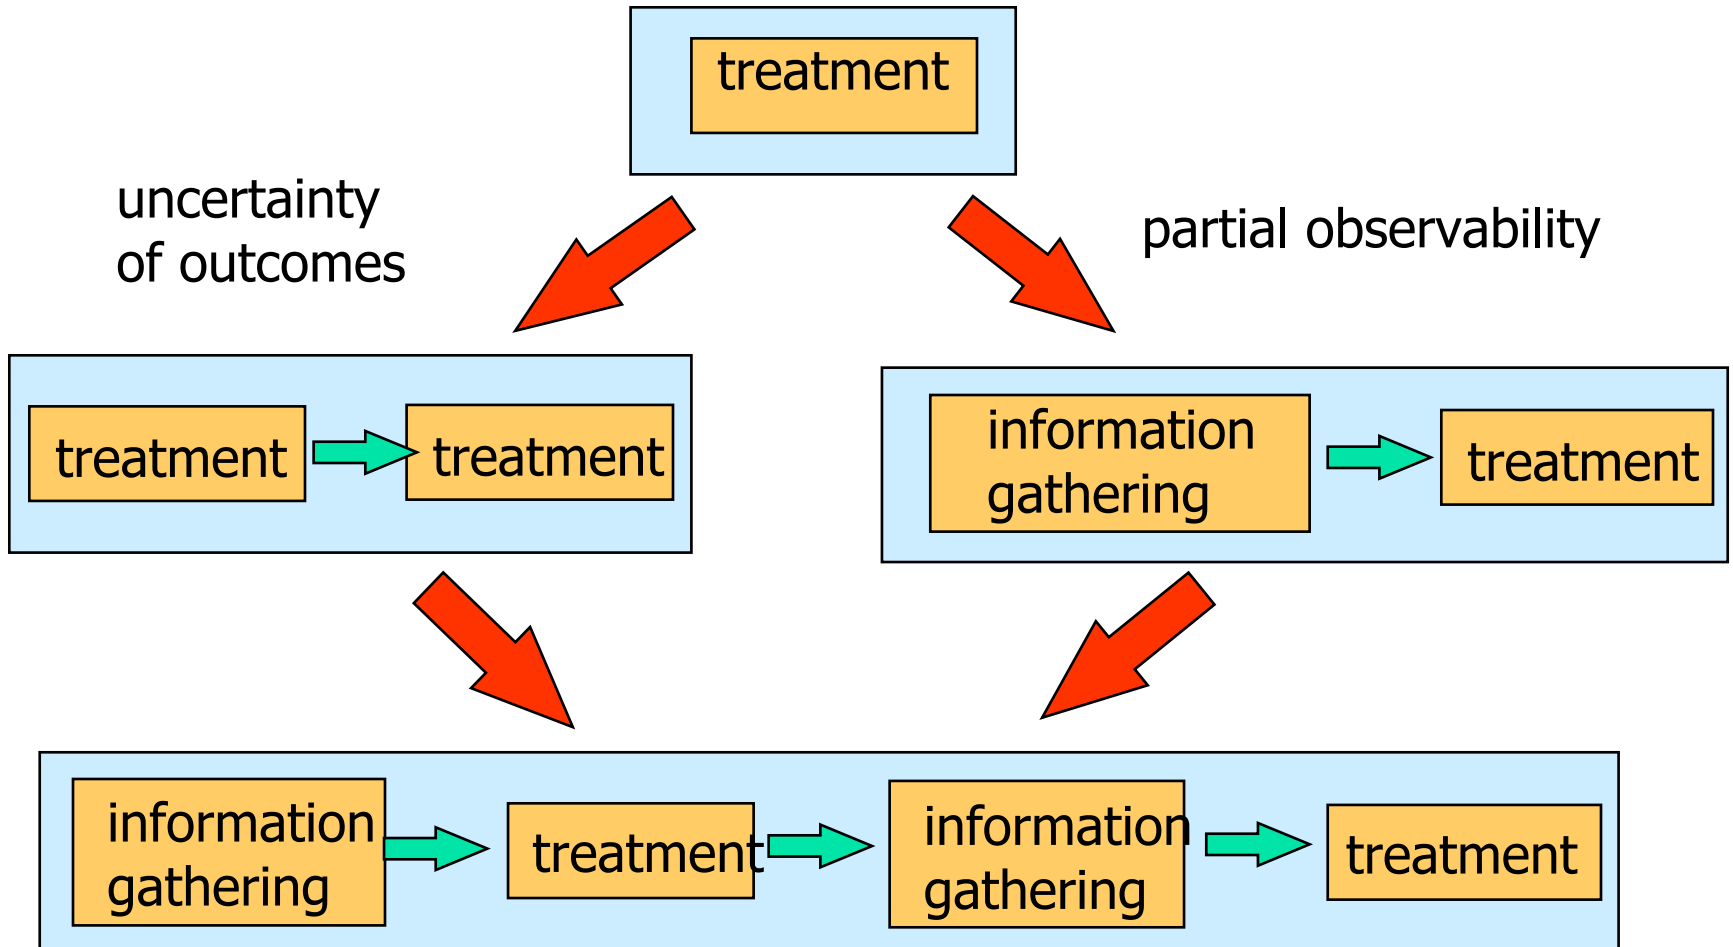 treatment
uncertainty
of outcomes
partial observability
treatment
treatment
information
gathering
treatment
information
gathering
treatment
information
gathering
treatment